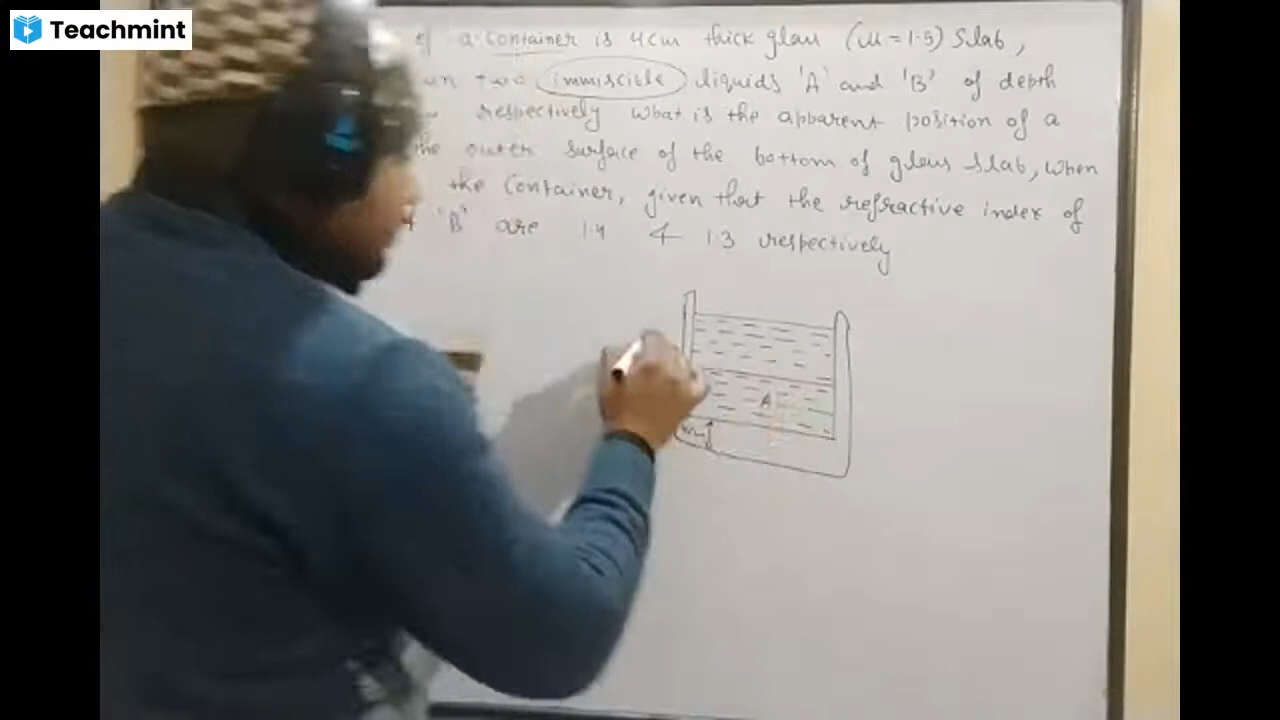 Teachmint
of a container is 4cm thick glass (μ = 1.5) Slab,
two immiscible liquids 'A' and 'B' of depth
respectively what is the apparent position of a
the outer surface of the bottom of glass slab, when
the Container, given that the refractive index of
'B' are 1.4 & 1.3 respectively
A